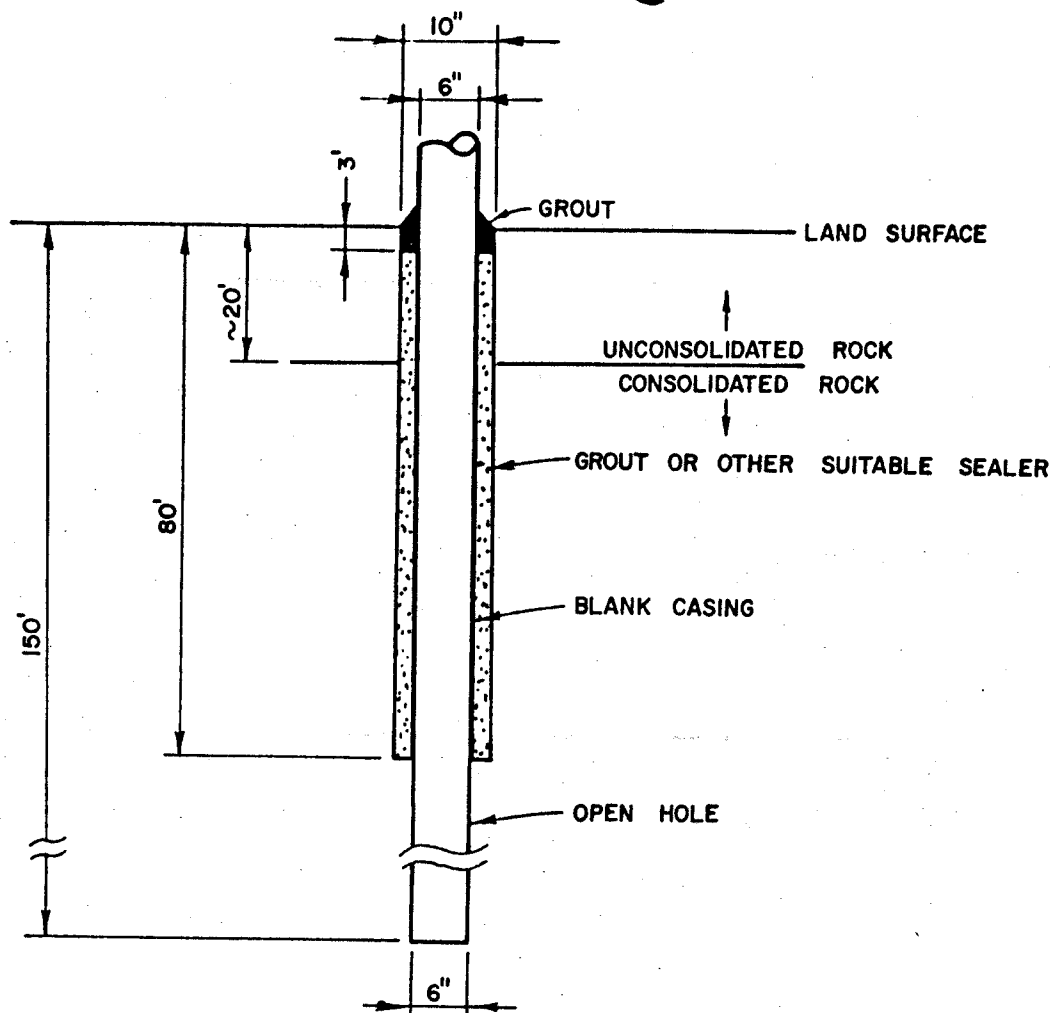 10"
6"
3'
GROUT
LAND SURFACE
~20'
UNCONSOLIDATED ROCK
CONSOLIDATED ROCK
GROUT OR OTHER SUITABLE SEALER
80'
BLANK CASING
150'
OPEN HOLE
6"